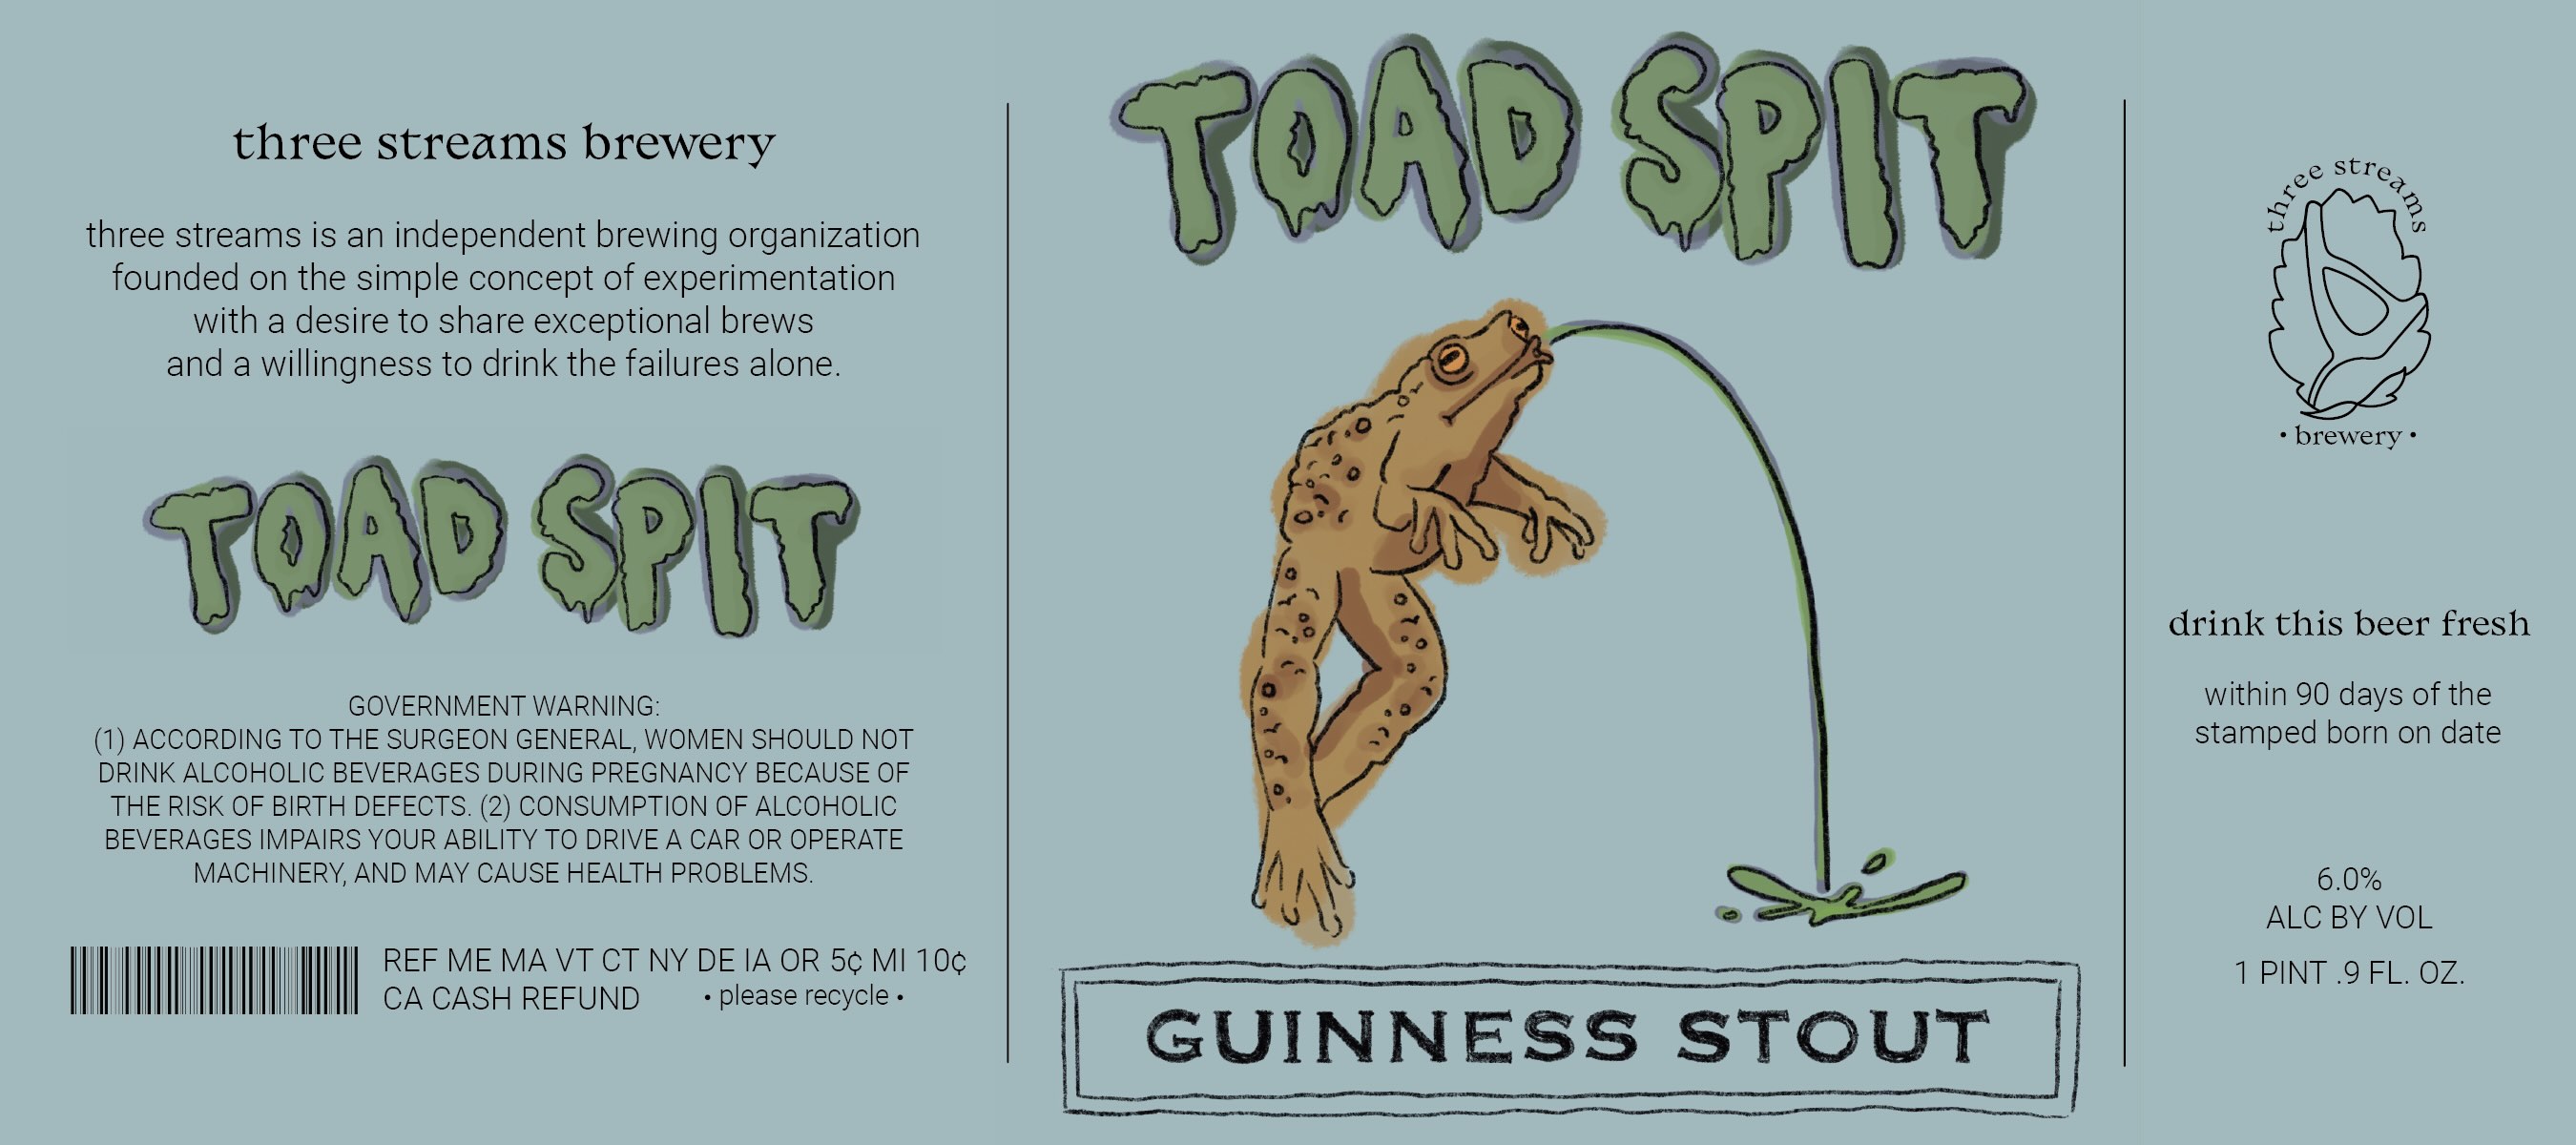 three streams brewery
three streams is an independent brewing organization
founded on the simple concept of experimentation
with a desire to share exceptional brews
and a willingness to drink the failures alone.
TOAD SPIT
GOVERNMENT WARNING:
(1) ACCORDING TO THE SURGEON GENERAL, WOMEN SHOULD NOT
DRINK ALCOHOLIC BEVERAGES DURING PREGNANCY BECAUSE OF
THE RISK OF BIRTH DEFECTS. (2) CONSUMPTION OF ALCOHOLIC
BEVERAGES IMPAIRS YOUR ABILITY TO DRIVE A CAR OR OPERATE
MACHINERY, AND MAY CAUSE HEALTH PROBLEMS.
REF ME MA VT CT NY DE IA OR 5¢ MI 10¢
CA CASH REFUND • please recycle •
TOAD SPIT
GUINNESS STOUT
three streams
• brewery •
drink this beer fresh
within 90 days of the
stamped born on date
6.0%
ALC BY VOL
1 PINT .9 FL. OZ.